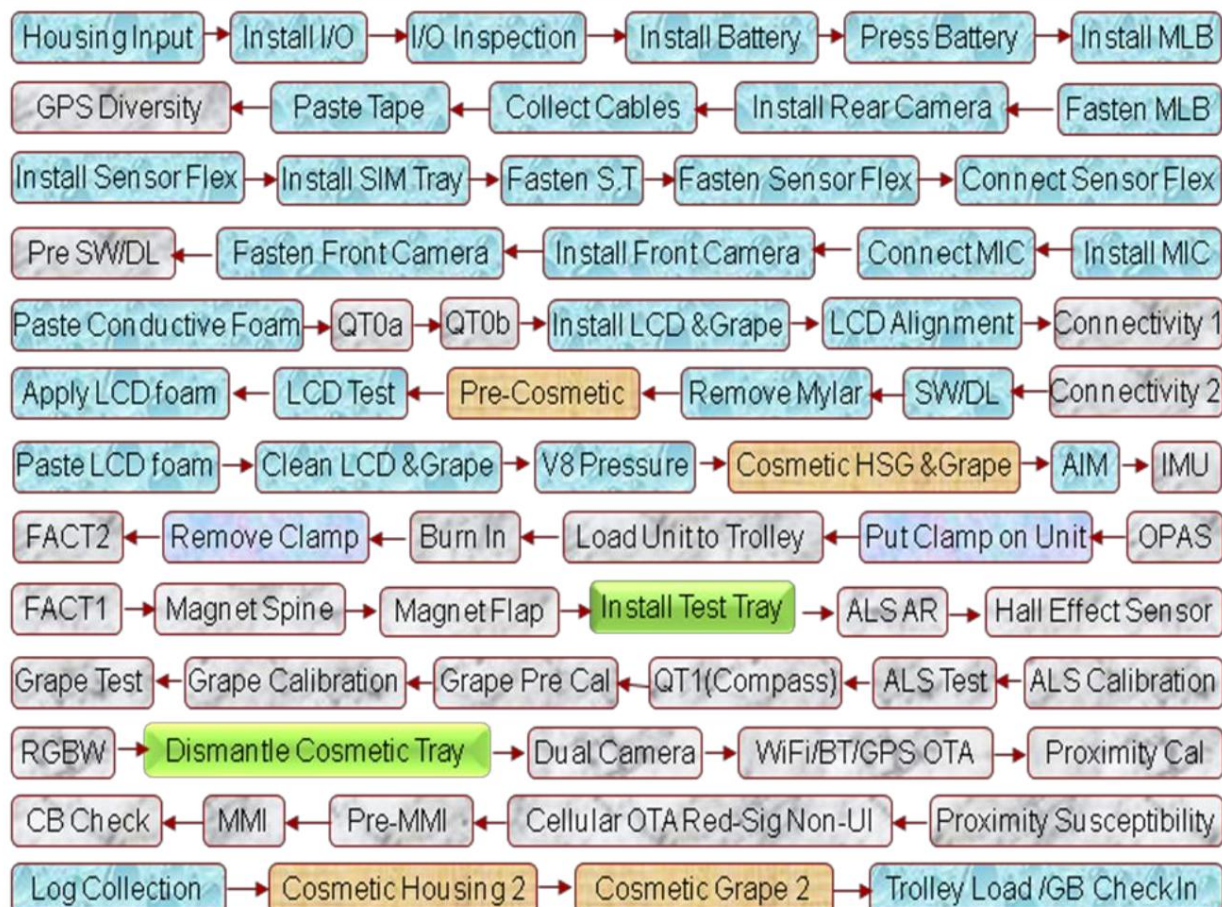 Housing Input Install I/O I/O Inspection Install Battery Press Battery Install MLB
GPS Diversity Paste Tape Collect Cables Install Rear Camera Fasten MLB
Install Sensor Flex Install SIM Tray Fasten S.T Fasten Sensor Flex Connect Sensor Flex
Pre SW/DL Fasten Front Camera Install Front Camera Connect MIC Install MIC
Paste Conductive Foam QT0a QT0b Install LCD &Grape LCD Alignment Connectivity 1
Apply LCD foam LCD Test Pre-Cosmetic Remove Mylar SW/DL Connectivity 2
Paste LCD foam Clean LCD &Grape V8 Pressure Cosmetic HSG &Grape AIM IMU
FACT2 Remove Clamp Burn In Load Unit to Trolley Put Clamp on Unit OPAS
FACT1 Magnet Spine Magnet Flap Install Test Tray ALS AR Hall Effect Sensor
Grape Test Grape Calibration Grape Pre Cal QT1(Compass) ALS Test ALS Calibration
RGBW Dismantle Cosmetic Tray Dual Camera WiFi/BT/GPS OTA Proximity Cal
CB Check MMI Pre-MMI Cellular OTA Red-Sig Non-UI Proximity Susceptibility
Log Collection Cosmetic Housing 2 Cosmetic Grape 2 Trolley Load /GB Check In